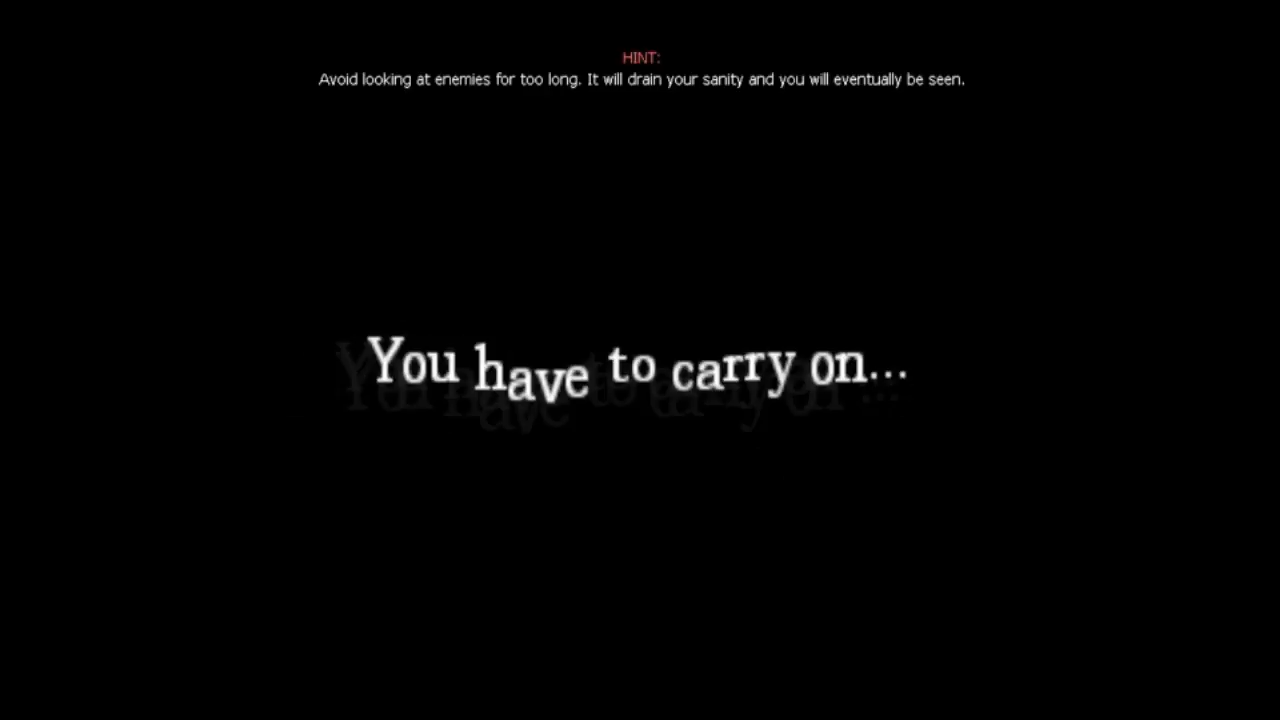 HINT:
Avoid looking at enemies for too long. It will drain your sanity and you will eventually be seen.
You have to carry on...